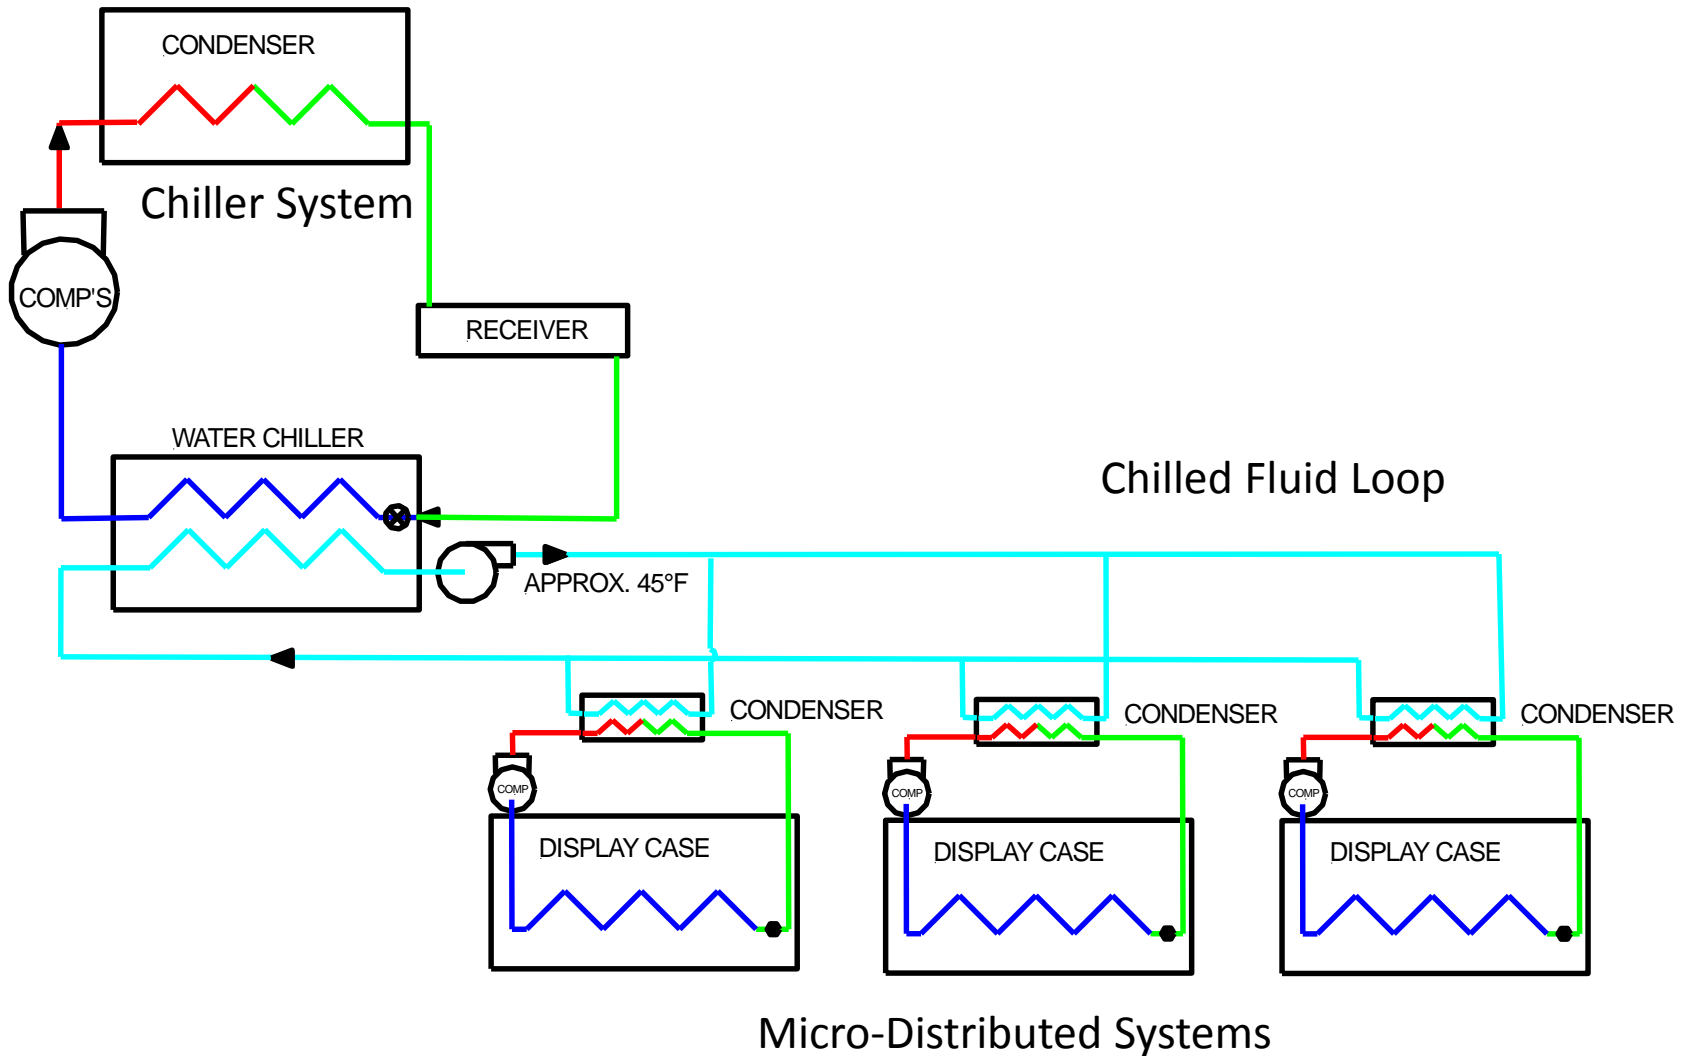 CONDENSER
Chiller System
COMP'S
RECEIVER
WATER CHILLER
Chilled Fluid Loop
APPROX. 45°F
CONDENSER
CONDENSER
CONDENSER
COMP
COMP
COMP
DISPLAY CASE
DISPLAY CASE
DISPLAY CASE
Micro-Distributed Systems